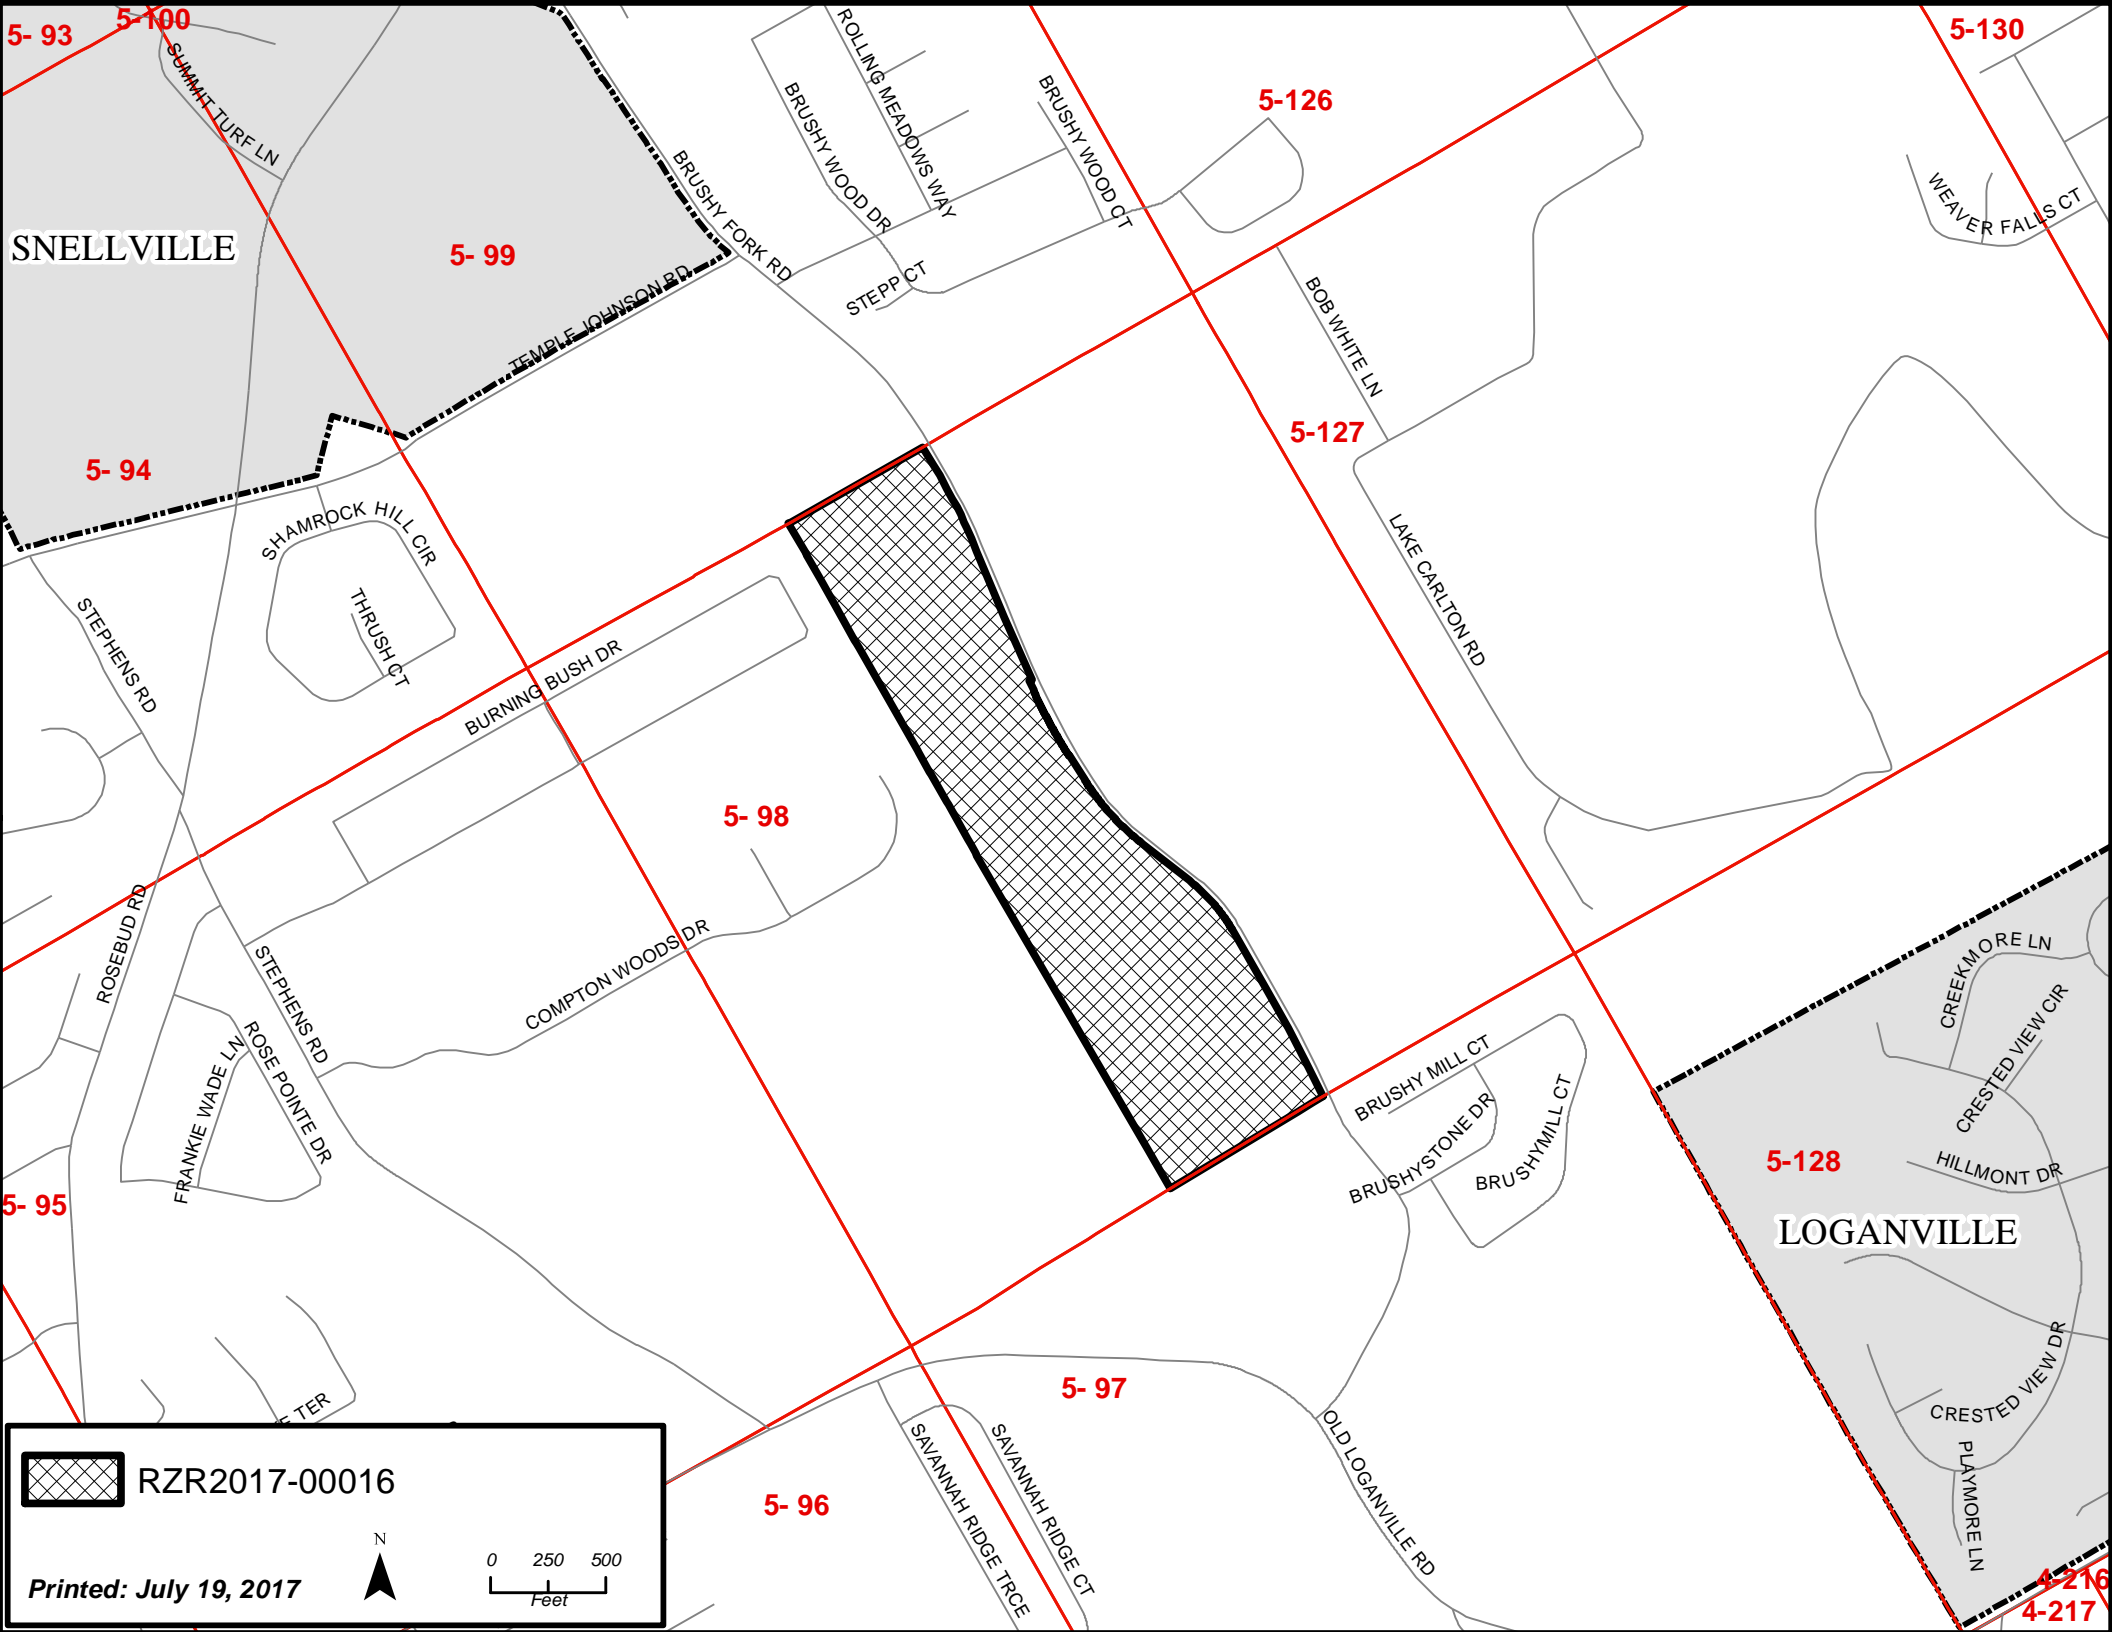 5- 93
5-100
5-130
SUMMIT TURF LN
ROLLING MEADOWS WAY
BRUSHY WOOD DR
BRUSHY WOOD CT
5-126
BRUSHY FORK RD
WEAVER FALLS CT
SNELLVILLE
5- 99
TEMPLE JOHNSON RD
STEPP CT
BOB WHITE LN
5-127
5- 94
SHAMROCK HILL CIR
THRUSH CT
LAKE CARLTON RD
STEPHENS RD
BURNING BUSH DR
5- 98
ROSEBUD RD
STEPHENS RD
COMPTON WOODS DR
CREEKMORE LN
CRESTED VIEW CIR
FRANKIE WADE LN
ROSE POINTE DR
BRUSHY MILL CT
BRUSHYSTONE DR
BRUSHYMILL CT
5-128
HILLMONT DR
5- 95
LOGANVILLE
5- 97
CRESTED VIEW DR
E TER
OLD LOGANVILLE RD
SAVANNAH RIDGE TRCE
SAVANNAH RIDGE CT
PLAYMORE LN
5- 96
RZR2017-00016
N
0 250 500
Feet
Printed: July 19, 2017
4-216
4-217